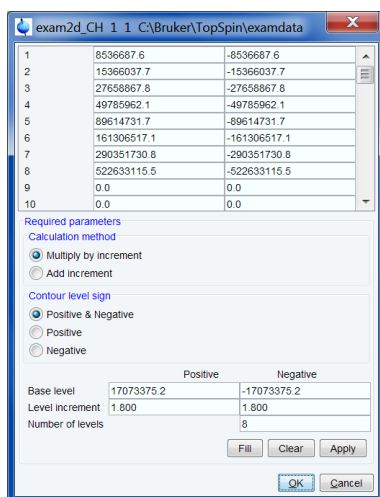 exam2d_CH 1 1 C:\Bruker\TopSpin\examdata
1 8536687.6 -8536687.6
2 15366037.7 -15366037.7
3 27658867.8 -27658867.8
4 49785962.1 -49785962.1
5 89614731.7 -89614731.7
6 161306517.1 -161306517.1
7 290351730.8 -290351730.8
8 522633115.5 -522633115.5
9 0.0 0.0
10 0.0 0.0
Required parameters
Calculation method
Multiply by increment
Add increment
Contour level sign
Positive & Negative
Positive
Negative
Positive Negative
Base level 17073375.2 -17073375.2
Level increment 1.800 1.800
Number of levels 8
Fill Clear Apply
OK Cancel